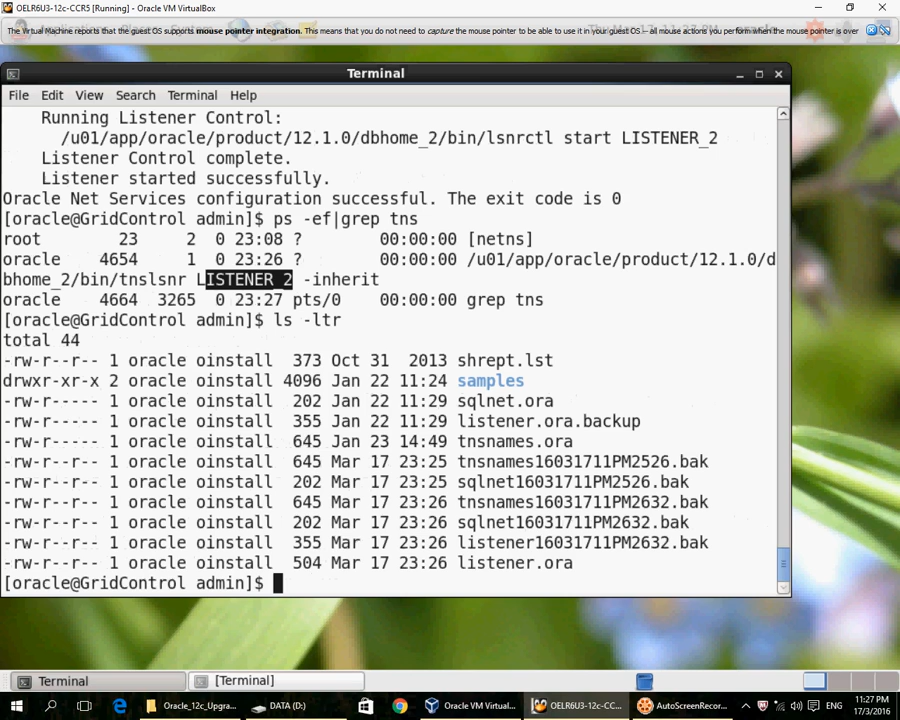 OELR6U3-12c-CCR5 [Running] - Oracle VM VirtualBox
The Virtual Machine reports that the guest OS supports mouse pointer integration. This means that you do not need to capture the mouse pointer to be able to use it in your guest OS -- all mouse actions you perform when the mouse pointer is over
Terminal
File Edit View Search Terminal Help
Running Listener Control:
/u01/app/oracle/product/12.1.0/dbhome_2/bin/lsnrctl start LISTENER_2
Listener Control complete.
Listener started successfully.
Oracle Net Services configuration successful. The exit code is 0
[oracle@GridControl admin]$ ps -ef|grep tns
root 23 2 0 23:08 ? 00:00:00 [netns]
oracle 4654 1 0 23:26 ? 00:00:00 /u01/app/oracle/product/12.1.0/d
bhome_2/bin/tnslsnr LISTENER_2 -inherit
oracle 4664 3265 0 23:27 pts/0 00:00:00 grep tns
[oracle@GridControl admin]$ ls -ltr
total 44
-rw-r--r-- 1 oracle oinstall 373 Oct 31 2013 shrept.lst
drwxr-xr-x 2 oracle oinstall 4096 Jan 22 11:24 samples
-rw-r----- 1 oracle oinstall 202 Jan 22 11:29 sqlnet.ora
-rw-r----- 1 oracle oinstall 355 Jan 22 11:29 listener.ora.backup
-rw-r----- 1 oracle oinstall 645 Jan 23 14:49 tnsnames.ora
-rw-r--r-- 1 oracle oinstall 645 Mar 17 23:25 tnsnames16031711PM2526.bak
-rw-r--r-- 1 oracle oinstall 202 Mar 17 23:25 sqlnet16031711PM2526.bak
-rw-r--r-- 1 oracle oinstall 645 Mar 17 23:26 tnsnames16031711PM2632.bak
-rw-r--r-- 1 oracle oinstall 202 Mar 17 23:26 sqlnet16031711PM2632.bak
-rw-r--r-- 1 oracle oinstall 355 Mar 17 23:26 listener16031711PM2632.bak
-rw-r--r-- 1 oracle oinstall 504 Mar 17 23:26 listener.ora
[oracle@GridControl admin]$
Terminal [Terminal]
Oracle_12c_Upgra... DATA (D:) Oracle VM Virtual... OELR6U3-12c-CC... AutoScreenRecor... ENG 11:27 PM
17/3/2016